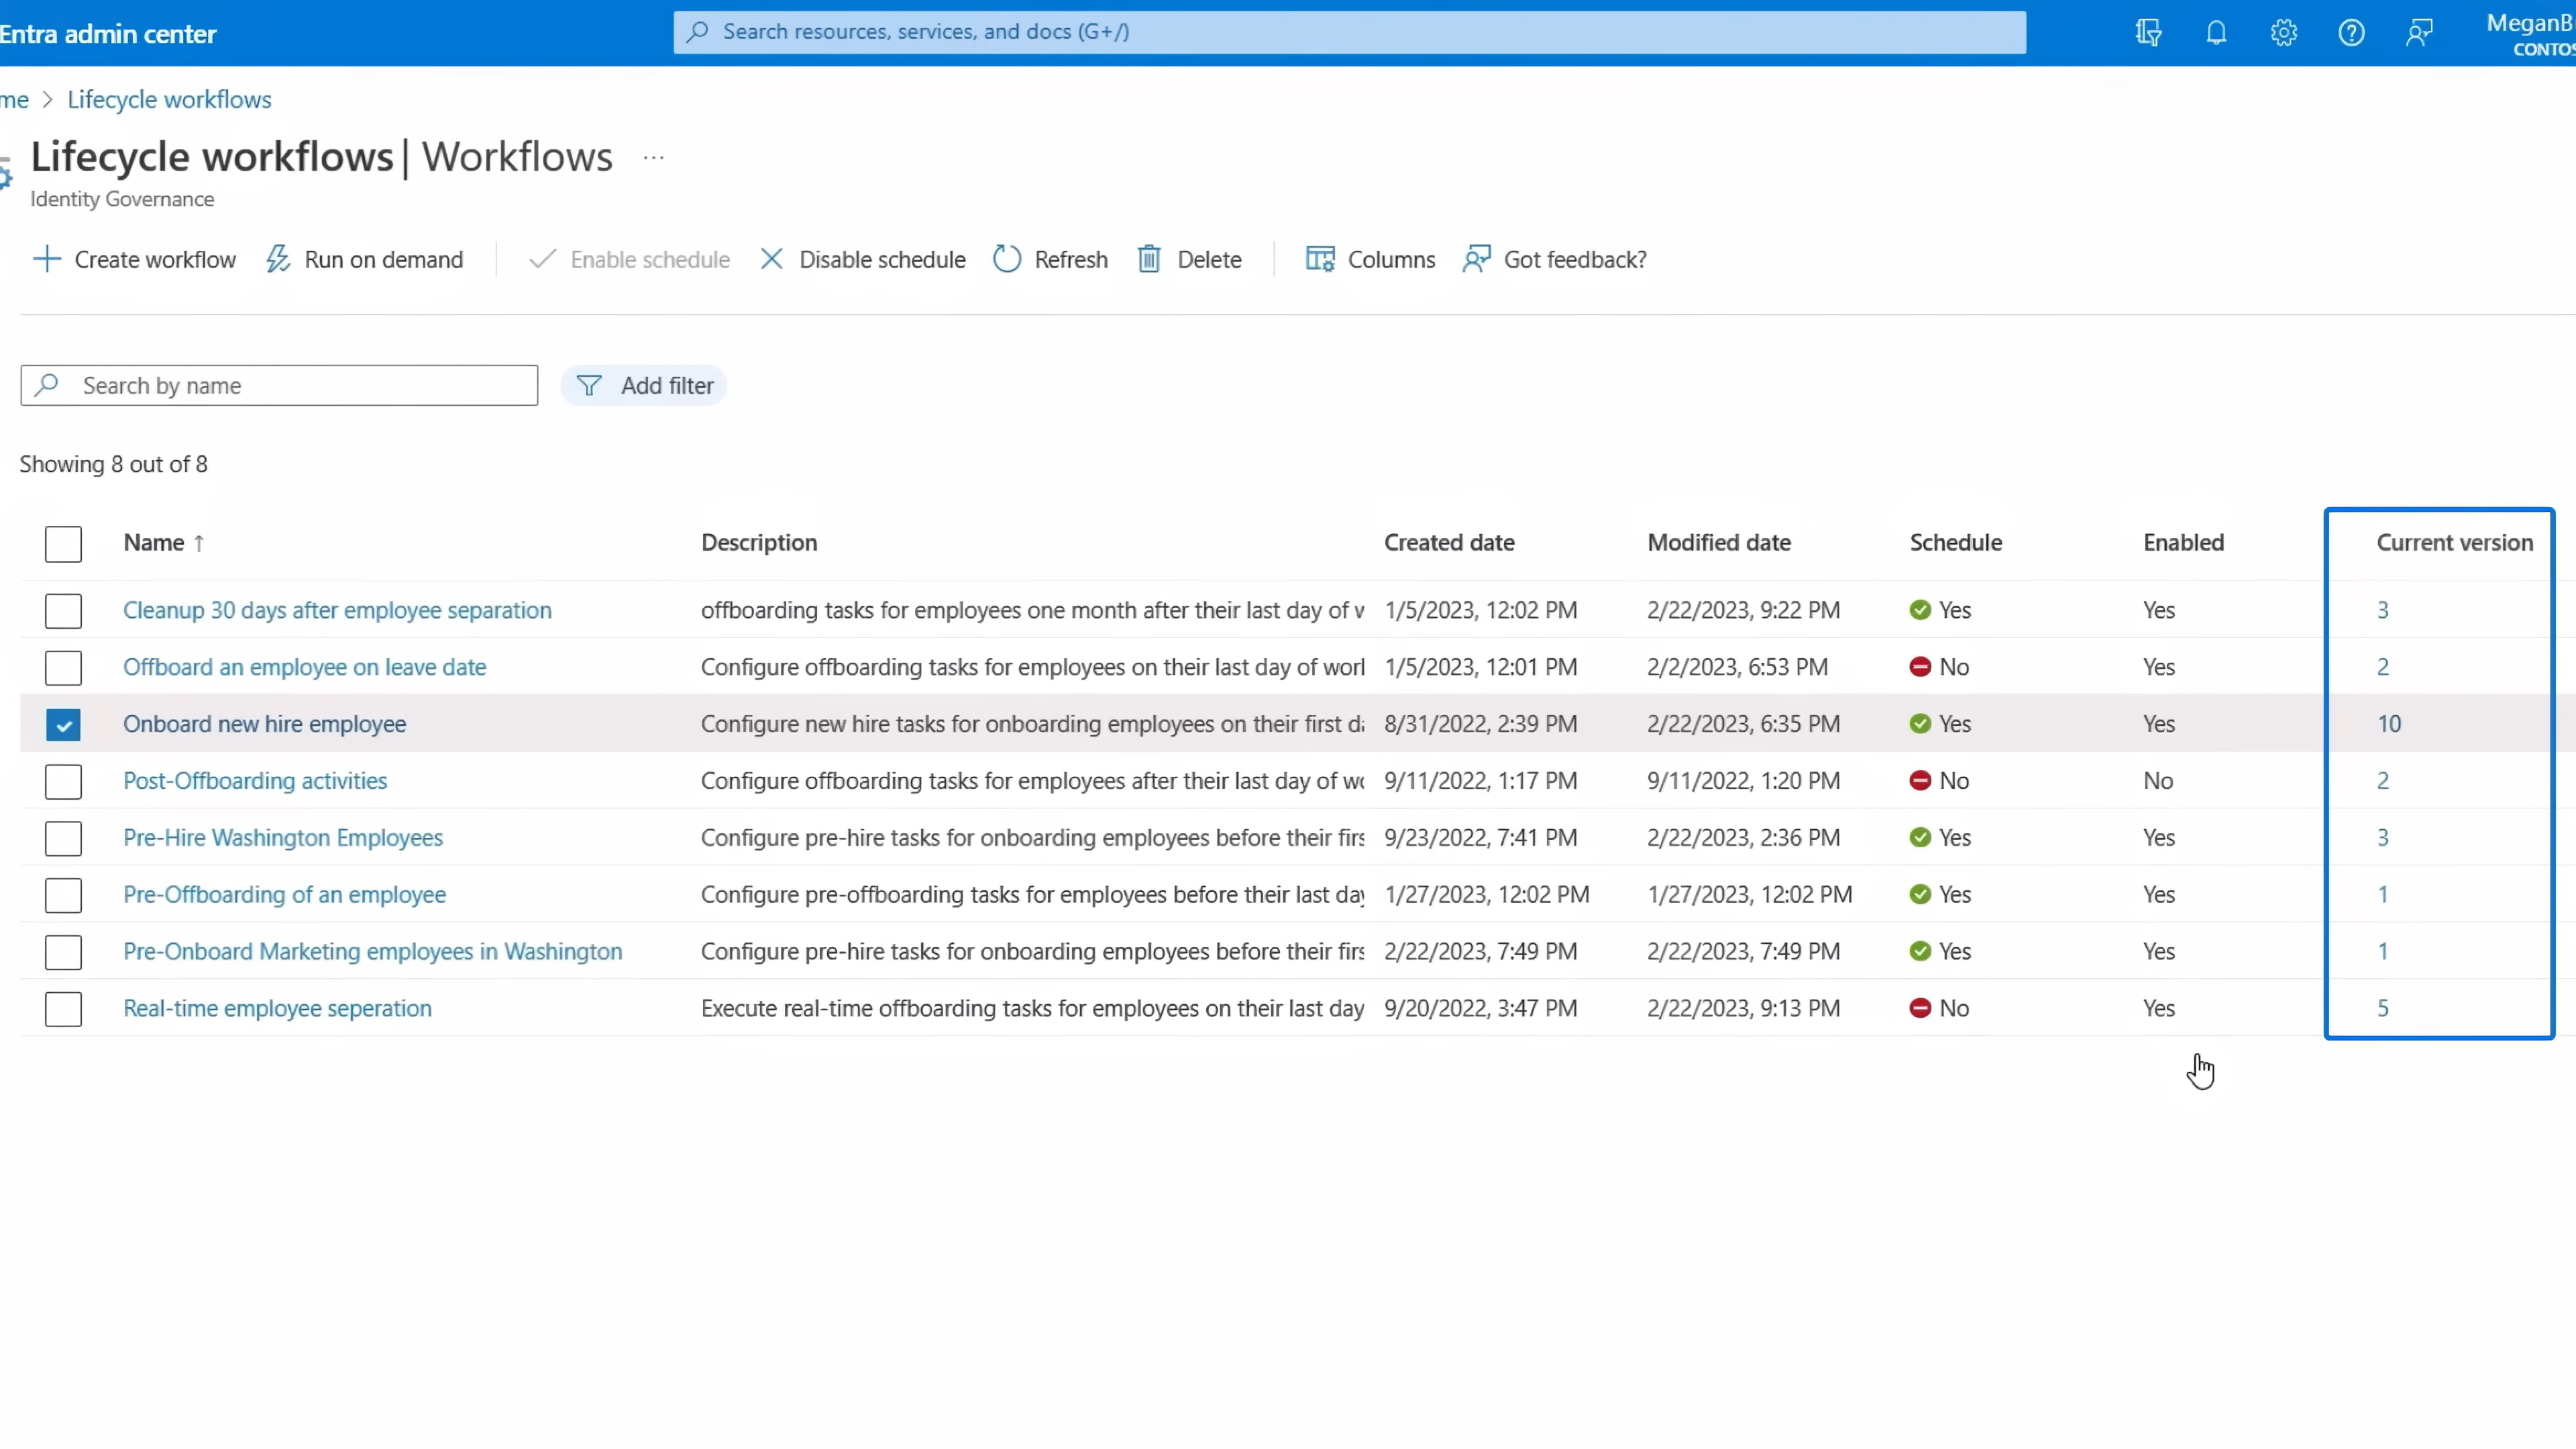 Entra admin center
Search resources, services, and docs (G+/)
MeganB
CONTOS
me > Lifecycle workflows
Lifecycle workflows | Workflows ...
Identity Governance
Create workflow Run on demand Enable schedule Disable schedule Refresh Delete Columns Got feedback?
Search by name Add filter
Showing 8 out of 8
Name ↑ Description Created date Modified date Schedule Enabled Current version
Cleanup 30 days after employee separation offboarding tasks for employees one month after their last day of w 1/5/2023, 12:02 PM 2/22/2023, 9:22 PM Yes Yes 3
Offboard an employee on leave date Configure offboarding tasks for employees on their last day of worl 1/5/2023, 12:01 PM 2/2/2023, 6:53 PM No Yes 2
Onboard new hire employee Configure new hire tasks for onboarding employees on their first da 8/31/2022, 2:39 PM 2/22/2023, 6:35 PM Yes Yes 10
Post-Offboarding activities Configure offboarding tasks for employees after their last day of wo 9/11/2022, 1:17 PM 9/11/2022, 1:20 PM No No 2
Pre-Hire Washington Employees Configure pre-hire tasks for onboarding employees before their firs 9/23/2022, 7:41 PM 2/22/2023, 2:36 PM Yes Yes 3
Pre-Offboarding of an employee Configure pre-offboarding tasks for employees before their last day 1/27/2023, 12:02 PM 1/27/2023, 12:02 PM Yes Yes 1
Pre-Onboard Marketing employees in Washington Configure pre-hire tasks for onboarding employees before their firs 2/22/2023, 7:49 PM 2/22/2023, 7:49 PM Yes Yes 1
Real-time employee seperation Execute real-time offboarding tasks for employees on their last day 9/20/2022, 3:47 PM 2/22/2023, 9:13 PM No Yes 5